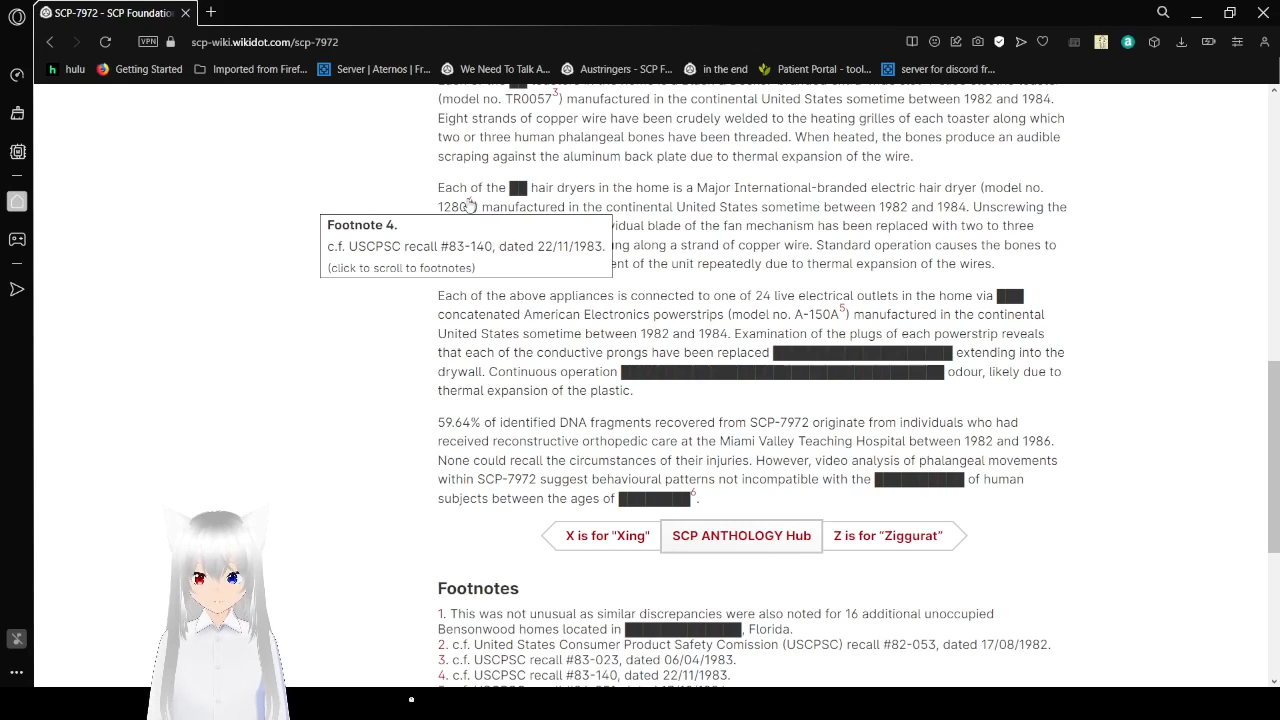 SCP-7972 - SCP Foundatio
VPN
scp-wiki.wikidot.com/scp-7972
hulu
Getting Started
Imported from Firef...
Server | Aternos | Fr...
We Need To Talk A...
Austringers - SCP F...
in the end
Patient Portal - tool...
server for discord fr...
(model no. TR0057³) manufactured in the continental United States sometime between 1982 and 1984.
Eight strands of copper wire have been crudely welded to the heating grilles of each toaster along which
two or three human phalangeal bones have been threaded. When heated, the bones produce an audible
scraping against the aluminum back plate due to thermal expansion of the wire.
Each of the ██ hair dryers in the home is a Major International-branded electric hair dryer (model no.
1280 manufactured in the continental United States sometime between 1982 and 1984. Unscrewing the
Footnote 4.
vidual blade of the fan mechanism has been replaced with two to three
c.f. USCPSC recall #83-140, dated 22/11/1983.
ng along a strand of copper wire. Standard operation causes the bones to
(click to scroll to footnotes)
ent of the unit repeatedly due to thermal expansion of the wires.
Each of the above appliances is connected to one of 24 live electrical outlets in the home via ███
concatenated American Electronics powerstrips (model no. A-150A⁵) manufactured in the continental
United States sometime between 1982 and 1984. Examination of the plugs of each powerstrip reveals
that each of the conductive prongs have been replaced ████████████████████ extending into the
drywall. Continuous operation ████████████████████████████████████ odour, likely due to
thermal expansion of the plastic.
59.64% of identified DNA fragments recovered from SCP-7972 originate from individuals who had
received reconstructive orthopedic care at the Miami Valley Teaching Hospital between 1982 and 1986.
None could recall the circumstances of their injuries. However, video analysis of phalangeal movements
within SCP-7972 suggest behavioural patterns not incompatible with the ██████████ of human
subjects between the ages of ████████⁶.
X is for "Xing"
SCP ANTHOLOGY Hub
Z is for “Ziggurat”
Footnotes
1. This was not unusual as similar discrepancies were also noted for 16 additional unoccupied
Bensonwood homes located in █████████████, Florida.
2. c.f. United States Consumer Product Safety Comission (USCPSC) recall #82-053, dated 17/08/1982.
3. c.f. USCPSC recall #83-023, dated 06/04/1983.
4. c.f. USCPSC recall #83-140, dated 22/11/1983.